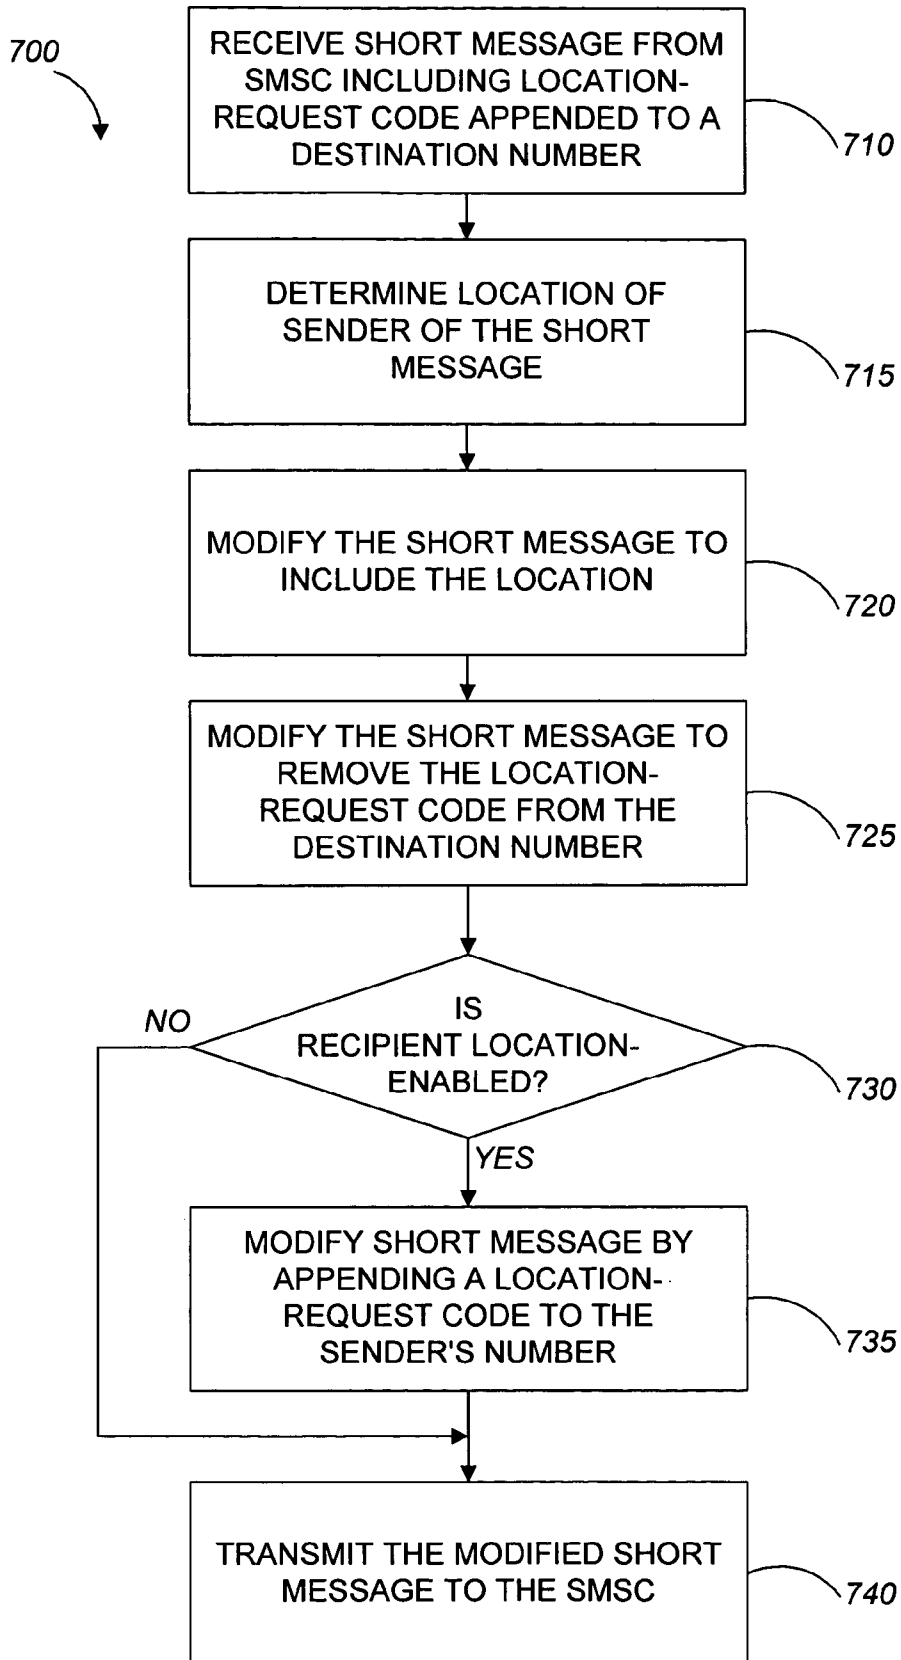 700
RECEIVE SHORT MESSAGE FROM
SMSC INCLUDING LOCATION-
REQUEST CODE APPENDED TO A
DESTINATION NUMBER
710
DETERMINE LOCATION OF
SENDER OF THE SHORT
MESSAGE
715
MODIFY THE SHORT MESSAGE TO
INCLUDE THE LOCATION
720
MODIFY THE SHORT MESSAGE TO
REMOVE THE LOCATION-
REQUEST CODE FROM THE
DESTINATION NUMBER
725
NO
IS
RECIPIENT LOCATION-
ENABLED?
730
YES
MODIFY SHORT MESSAGE BY
APPENDING A LOCATION-
REQUEST CODE TO THE
SENDER'S NUMBER
735
TRANSMIT THE MODIFIED SHORT
MESSAGE TO THE SMSC
740